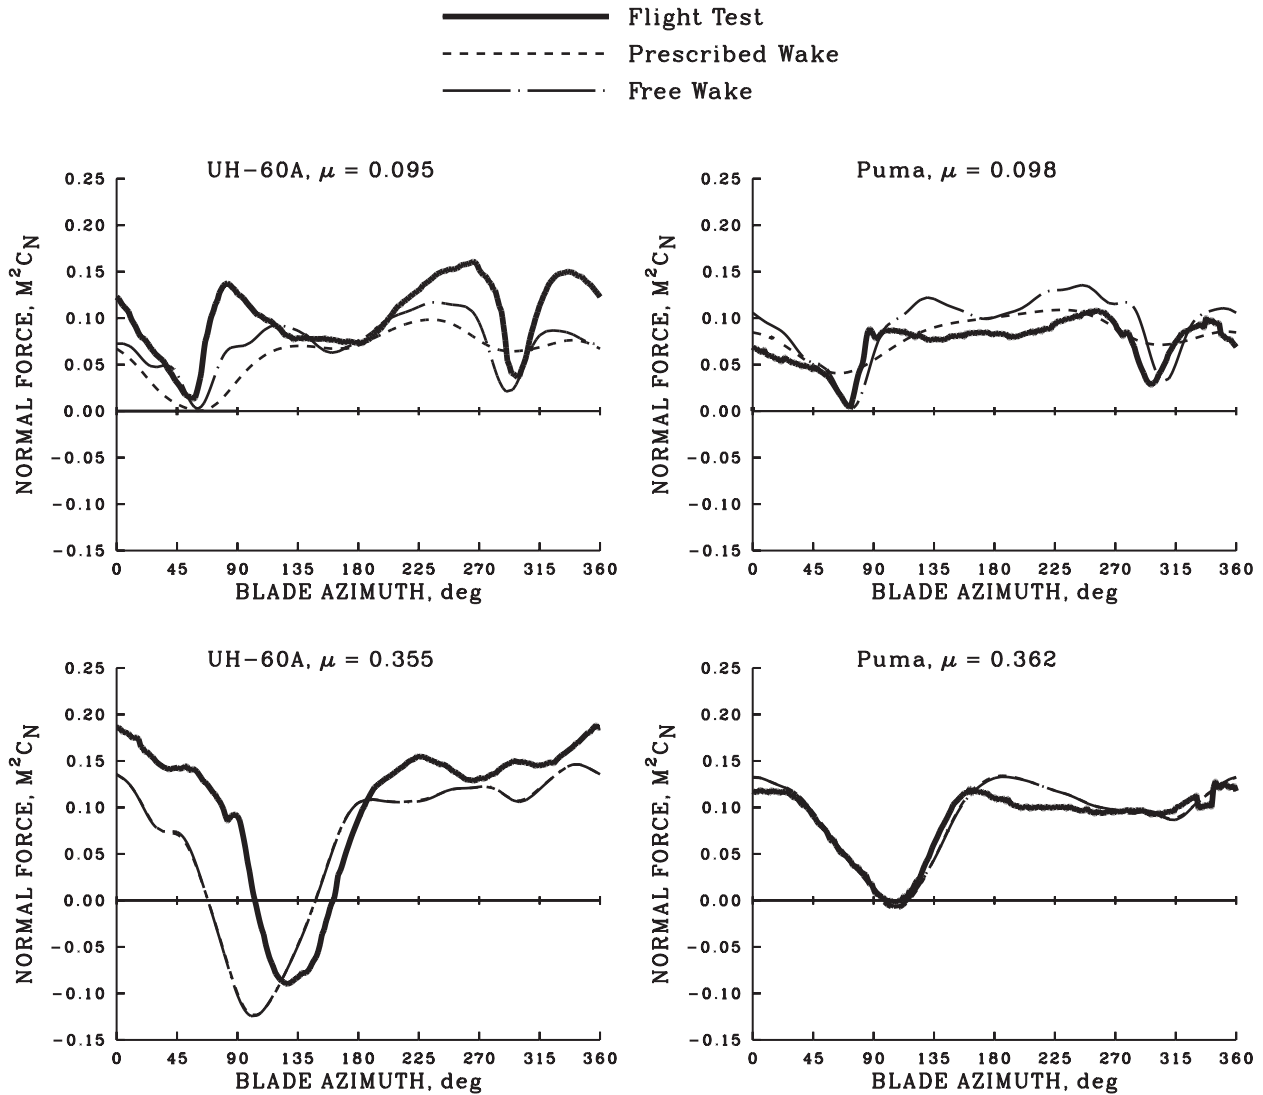 Flight Test
Prescribed Wake
Free Wake
UH-60A, μ = 0.095
0.25
0.20
0.15
0.10
0.05
0.00
-0.05
-0.10
-0.15
NORMAL FORCE, M²C_N
0 45 90 135 180 225 270 315 360
BLADE AZIMUTH, deg
Puma, μ = 0.098
0.25
0.20
0.15
0.10
0.05
0.00
-0.05
-0.10
-0.15
NORMAL FORCE, M²C_N
0 45 90 135 180 225 270 315 360
BLADE AZIMUTH, deg
UH-60A, μ = 0.355
0.25
0.20
0.15
0.10
0.05
0.00
-0.05
-0.10
-0.15
NORMAL FORCE, M²C_N
0 45 90 135 180 225 270 315 360
BLADE AZIMUTH, deg
Puma, μ = 0.362
0.25
0.20
0.15
0.10
0.05
0.00
-0.05
-0.10
-0.15
NORMAL FORCE, M²C_N
0 45 90 135 180 225 270 315 360
BLADE AZIMUTH, deg